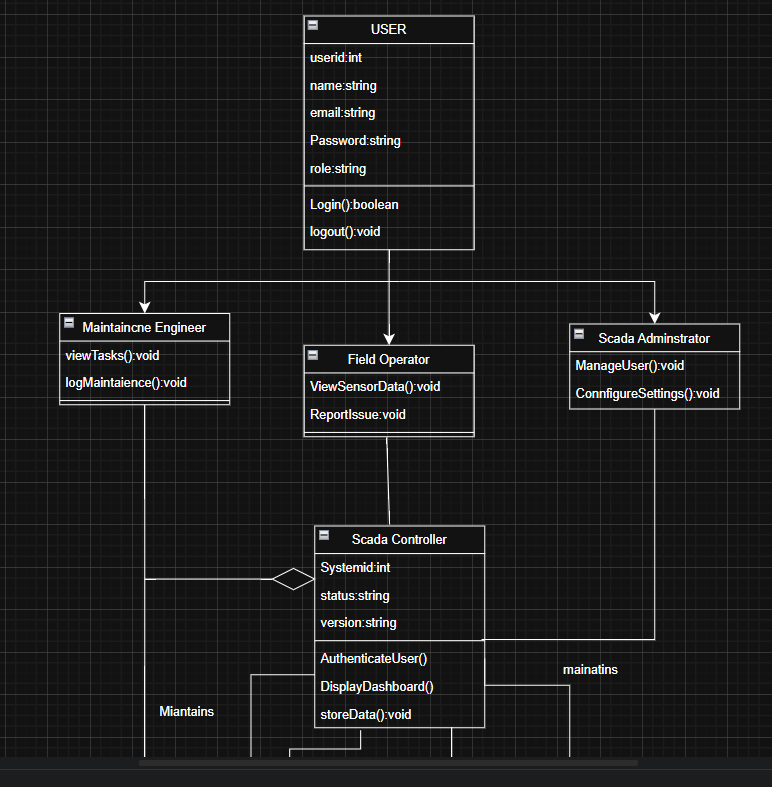 USER
userid:int
name:string
email:string
Password:string
role:string
Login():boolean
logout():void
Maintaincne Engineer
viewTasks():void
logMaintaience():void
Field Operator
ViewSensorData():void
ReportIssue:void
Scada Adminstrator
ManageUser():void
ConnfigureSettings():void
Scada Controller
Systemid:int
status:string
version:string
AuthenticateUser()
DisplayDashboard()
storeData():void
mainatins
Miantains